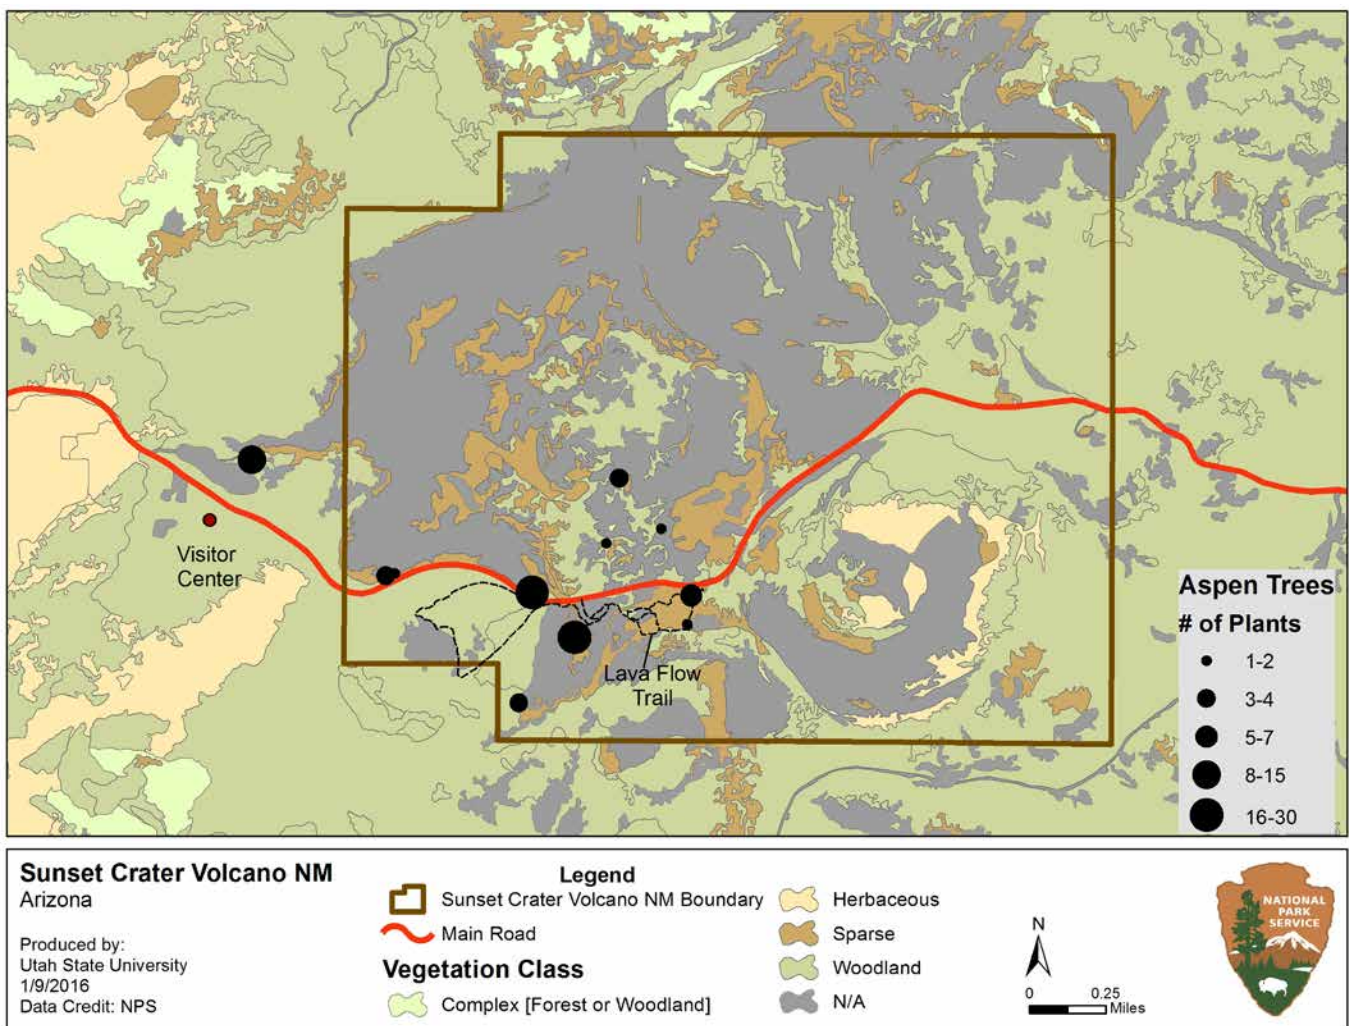 Visitor
Center
Lava Flow
Trail
Aspen Trees
# of Plants
1-2
3-4
5-7
8-15
16-30
Sunset Crater Volcano NM
Arizona
Produced by:
Utah State University
1/9/2016
Data Credit: NPS
Legend
Sunset Crater Volcano NM Boundary
Main Road
Vegetation Class
Complex [Forest or Woodland]
Herbaceous
Sparse
Woodland
N/A
N
0 0.25
Miles
NATIONAL
PARK
SERVICE